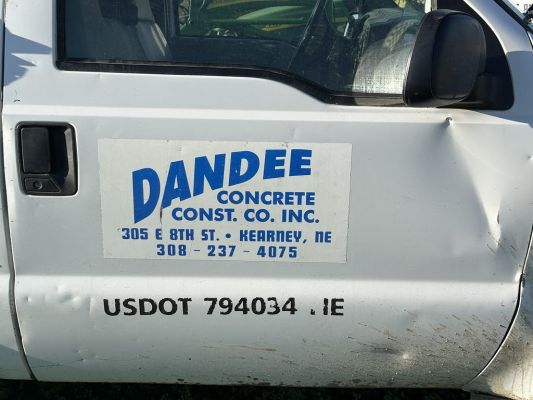 DANDEE
CONCRETE
CONST. CO. INC.
305 E 8TH ST. • KEARNEY, NE
308 - 237 - 4075
USDOT 794034